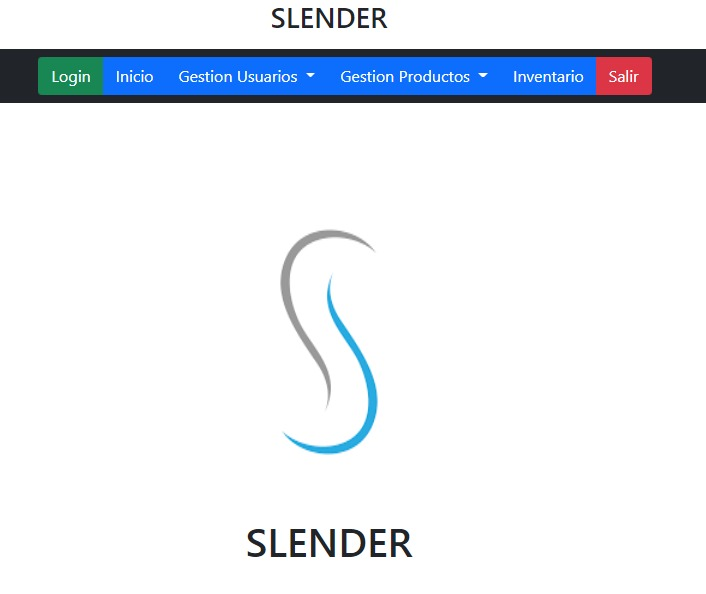 SLENDER
Login Inicio Gestion Usuarios Gestion Productos Inventario Salir
SLENDER